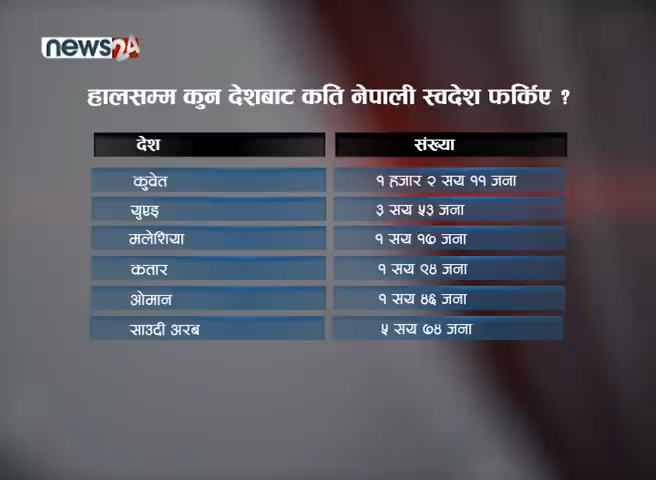 news24
हालसम्म कुन देशबाट कति नेपाली स्वदेश फर्किए ?
देश संख्या
कुवेत १ हजार २ सय ११ जना
युएइ ३ सय ५३ जना
मलेशिया १ सय १७ जना
कतार १ सय ९४ जना
ओमान १ सय ४६ जना
साउदी अरब ५ सय ७४ जना